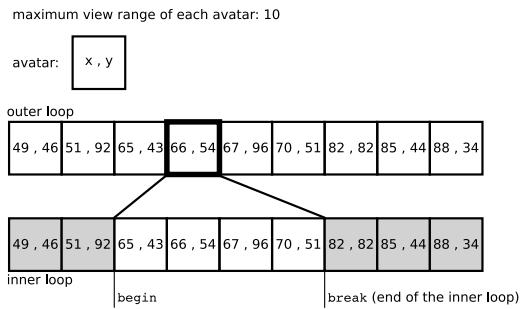 maximum view range of each avatar: 10
avatar:
x , y
outer loop
49 , 46 51 , 92 65 , 43 66 , 54 67 , 96 70 , 51 82 , 82 85 , 44 88 , 34
49 , 46 51 , 92 65 , 43 66 , 54 67 , 96 70 , 51 82 , 82 85 , 44 88 , 34
inner loop
begin
break (end of the inner loop)